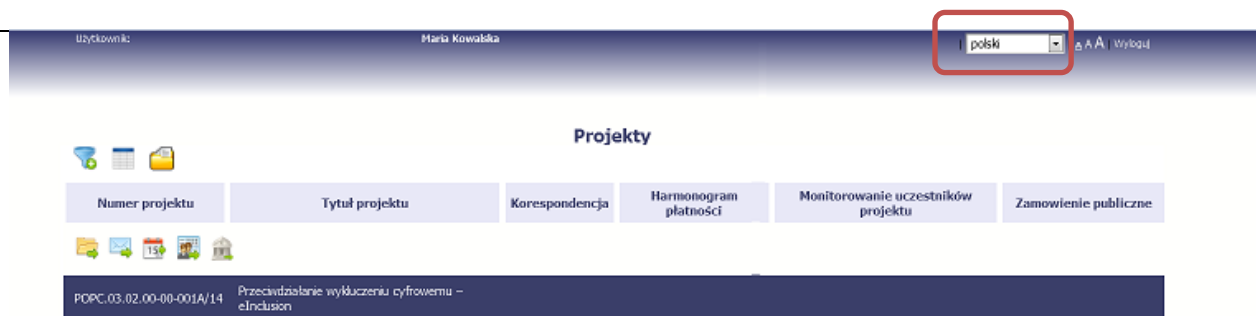 Użytkownik: Maria Kowalska | polski A A A | Wyloguj
Projekty
Numer projektu Tytuł projektu Korespondencja Harmonogram płatności Monitorowanie uczestników projektu Zamowienie publiczne
15
POPC.03.02.00-00-001A/14 Przeciwdziałanie wykluczeniu cyfrowemu –
eInclusion